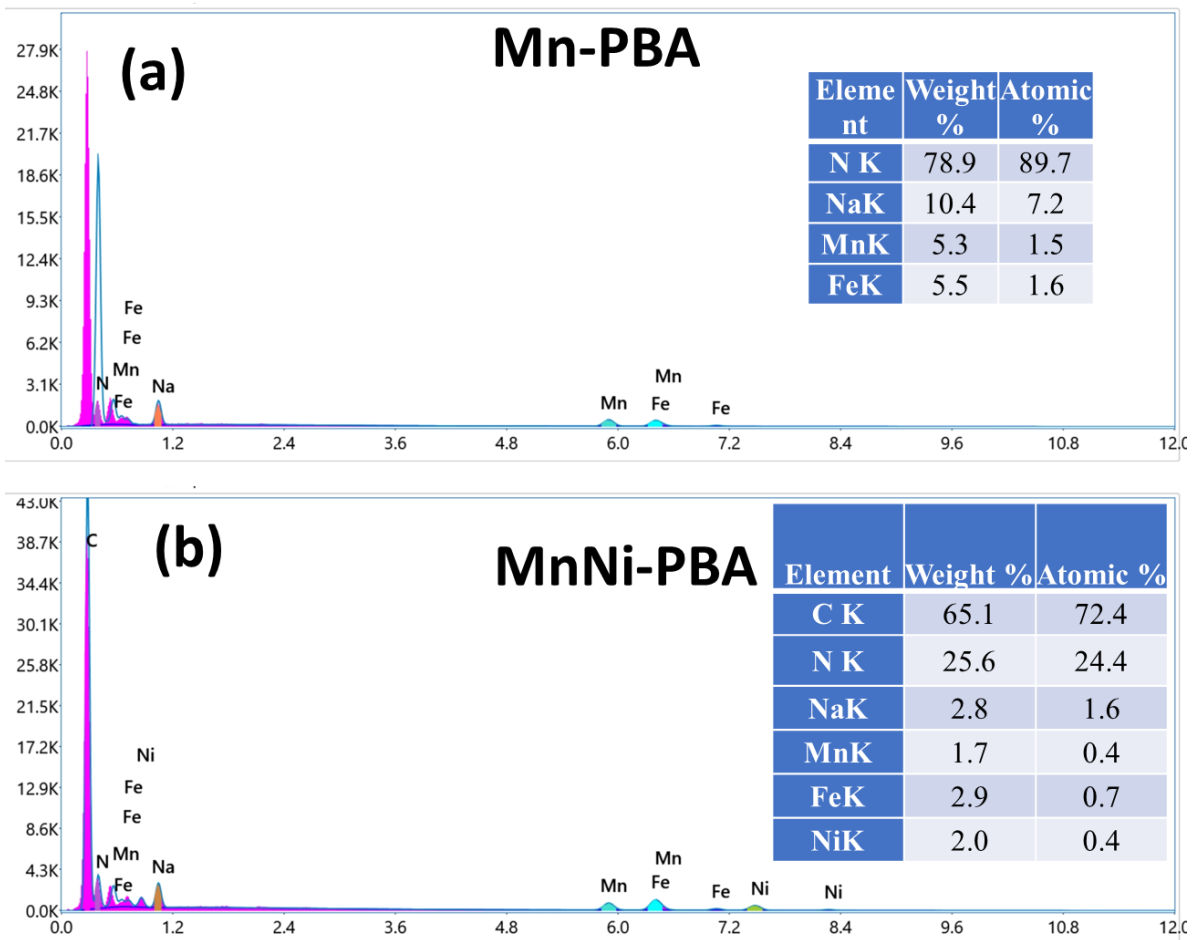 (a)
Mn-PBA
27.9K
24.8K
21.7K
18.6K
15.5K
12.4K
9.3K
6.2K
3.1K
0.0K
Fe
Fe
Mn
N
Fe
Na
Mn
Mn
Fe
Fe
0.0 1.2 2.4 3.6 4.8 6.0 7.2 8.4 9.6 10.8 12.0
Eleme
nt
Weight
%
Atomic
%
N K 78.9 89.7
NaK 10.4 7.2
MnK 5.3 1.5
FeK 5.5 1.6
(b)
MnNi-PBA
43.0K
38.7K
34.4K
30.1K
25.8K
21.5K
17.2K
12.9K
8.6K
4.3K
0.0K
C
Ni
Fe
Fe
Mn
N
Fe
Na
Mn
Mn
Fe
Fe
Ni
Ni
0.0 1.2 2.4 3.6 4.8 6.0 7.2 8.4 9.6 10.8 12.0
Element Weight % Atomic %
C K 65.1 72.4
N K 25.6 24.4
NaK 2.8 1.6
MnK 1.7 0.4
FeK 2.9 0.7
NiK 2.0 0.4